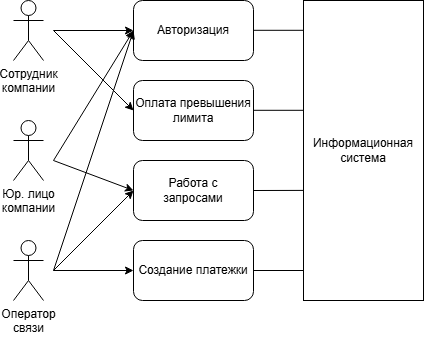 Авторизация
Сотрудник
компании
Оплата превышения
лимита
Информационная
система
Юр. лицо
компании
Работа с
запросами
Создание платежки
Оператор
связи